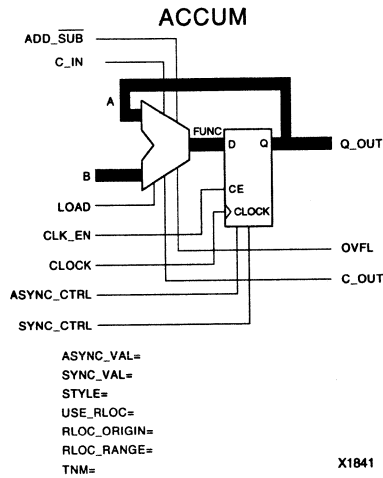 ACCUM
ADD_SUB
C_IN
A
FUNC
D Q
Q_OUT
B
CE
LOAD
CLOCK
CLK_EN
OVFL
CLOCK
C_OUT
ASYNC_CTRL
SYNC_CTRL
ASYNC_VAL=
SYNC_VAL=
STYLE=
USE_RLOC=
RLOC_ORIGIN=
RLOC_RANGE=
TNM=
X1841